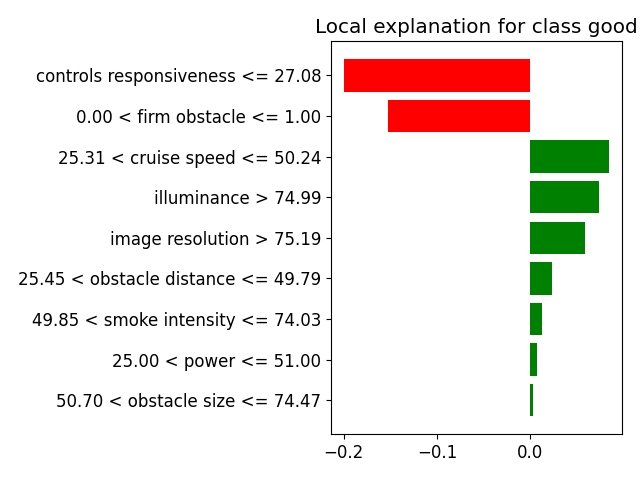 Local explanation for class good
controls responsiveness <= 27.08
0.00 < firm obstacle <= 1.00
25.31 < cruise speed <= 50.24
illuminance > 74.99
image resolution > 75.19
25.45 < obstacle distance <= 49.79
49.85 < smoke intensity <= 74.03
25.00 < power <= 51.00
50.70 < obstacle size <= 74.47
−0.2 −0.1 0.0